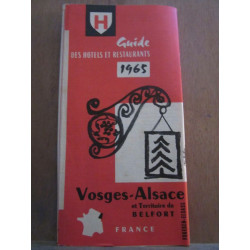 H
Guide
DES HOTELS ET RESTAURANTS
1965
Vosges-Alsace
et Territoire de
BELFORT
FRANCE